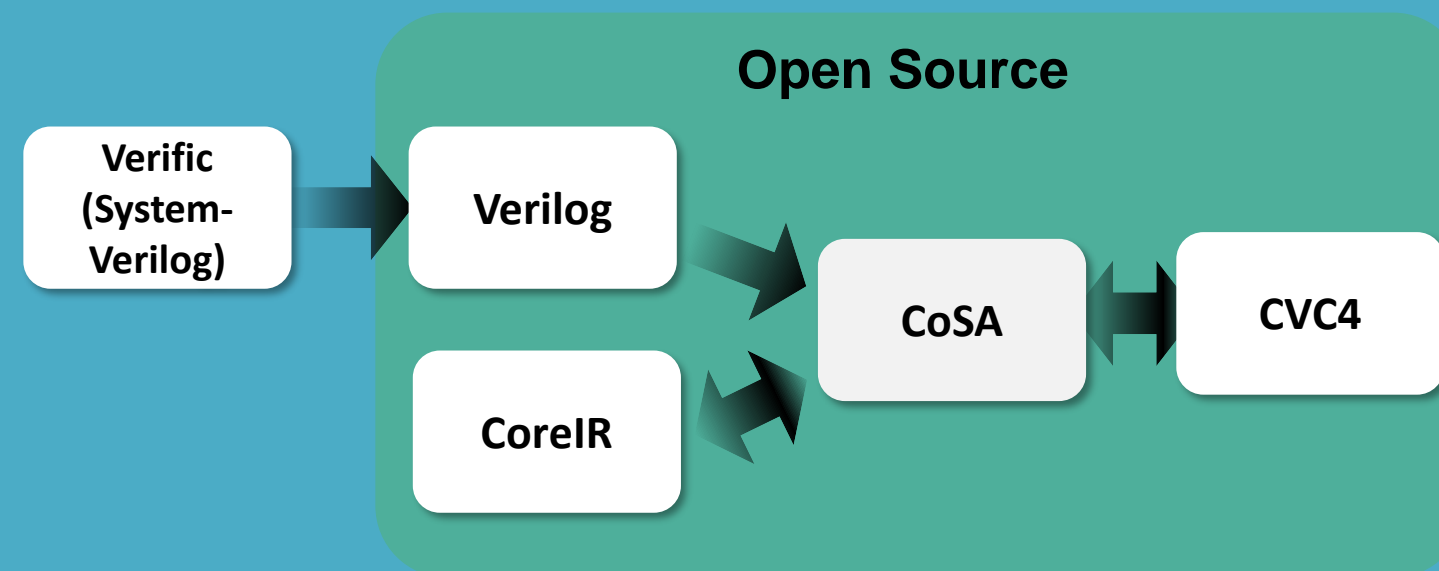 Open Source
Verific
(System-
Verilog)
Verilog
CoSA
CVC4
CoreIR